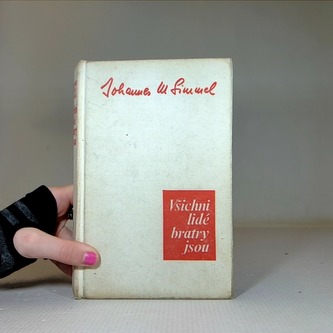 Johannes M Simmel
Všichni
lidé
bratry
jsou